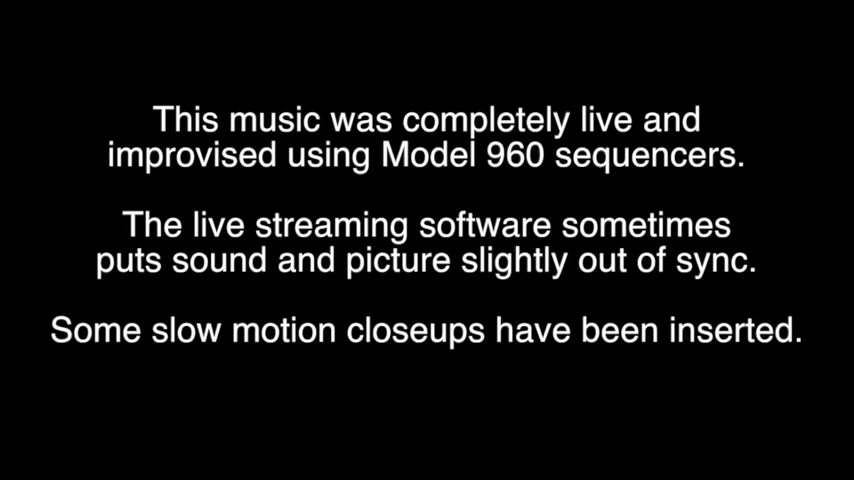 This music was completely live and
improvised using Model 960 sequencers.
The live streaming software sometimes
puts sound and picture slightly out of sync.
Some slow motion closeups have been inserted.